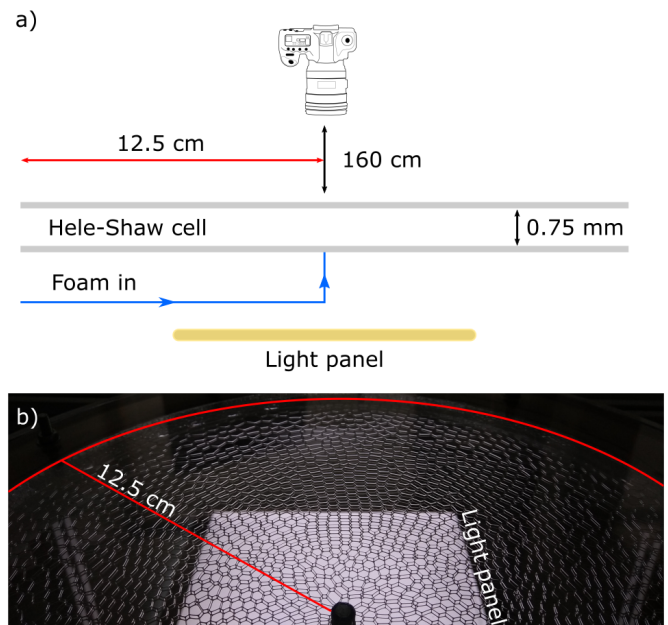 a)
12.5 cm
160 cm
Hele-Shaw cell
0.75 mm
Foam in
Light panel
b)
12.5 cm
Light panel